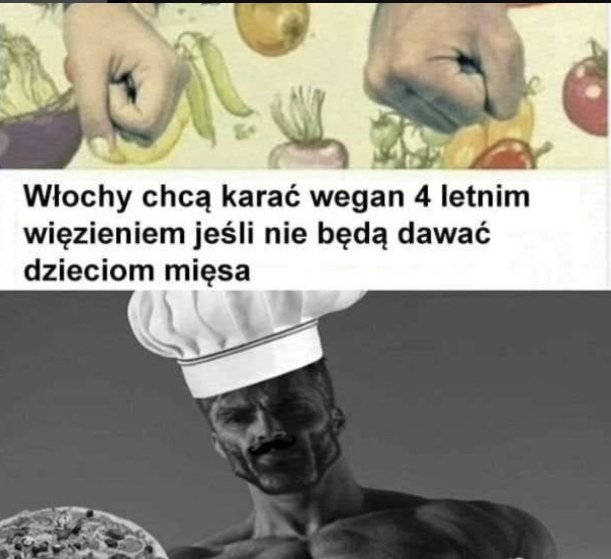 Włochy chcą karać wegan 4 letnim
więzieniem jeśli nie będą dawać
dzieciom mięsa